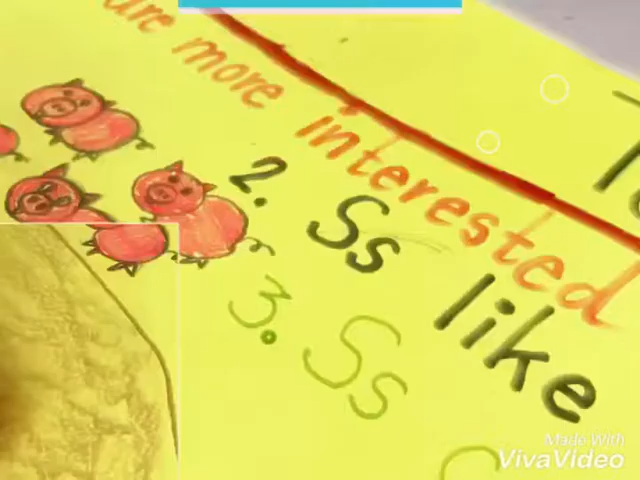 are more interested
2. Ss like
3. Ss
Made With
VivaVideo